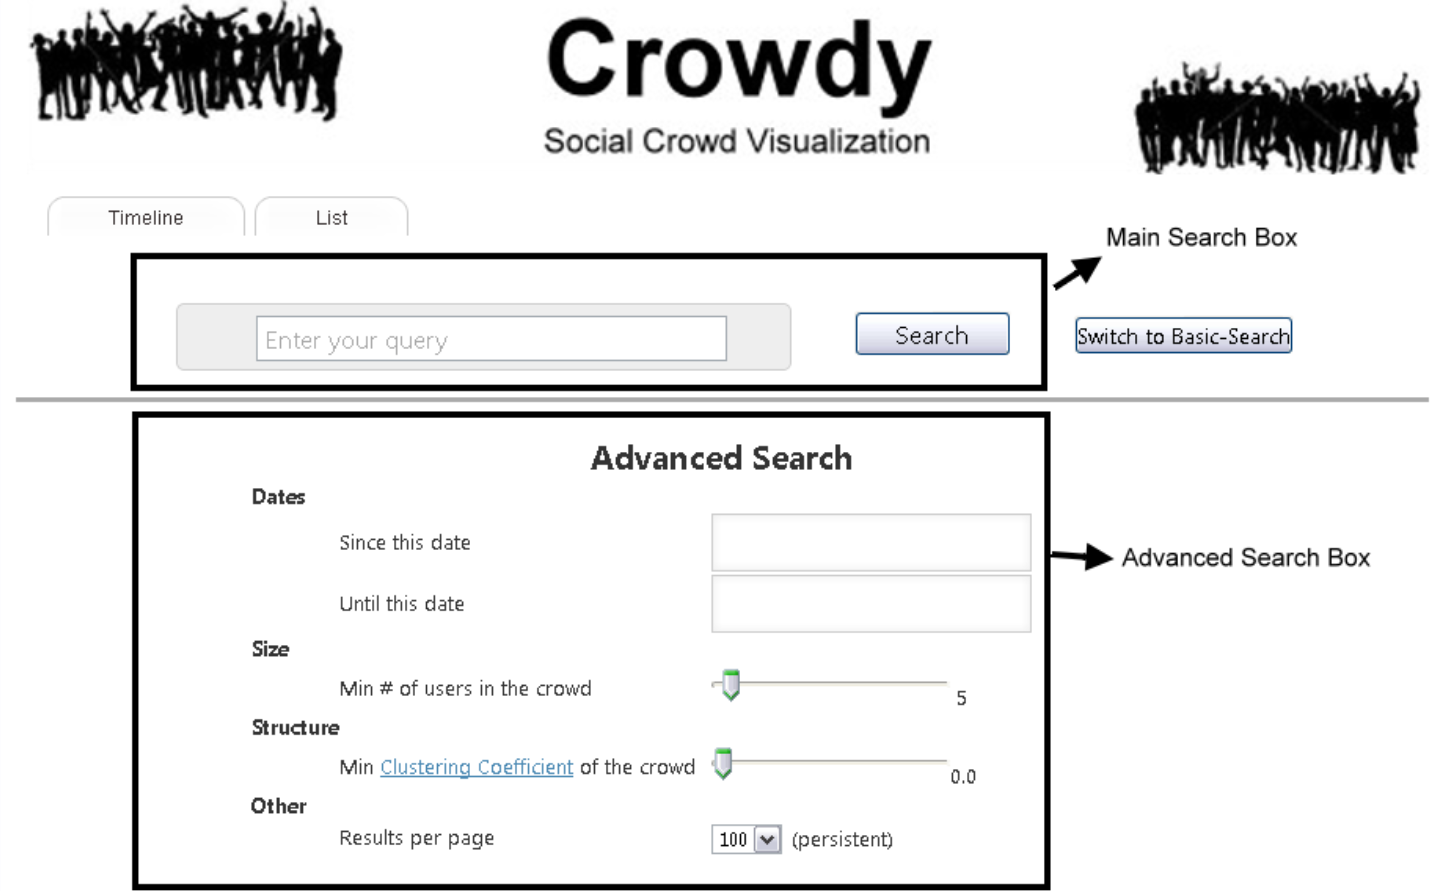 Crowdy
Social Crowd Visualization
Timeline
List
Main Search Box
Enter your query
Search
Switch to Basic-Search
Advanced Search
Dates
Since this date
Advanced Search Box
Until this date
Size
Min # of users in the crowd
5
Structure
Min Clustering Coefficient of the crowd
0.0
Other
Results per page
100 (persistent)